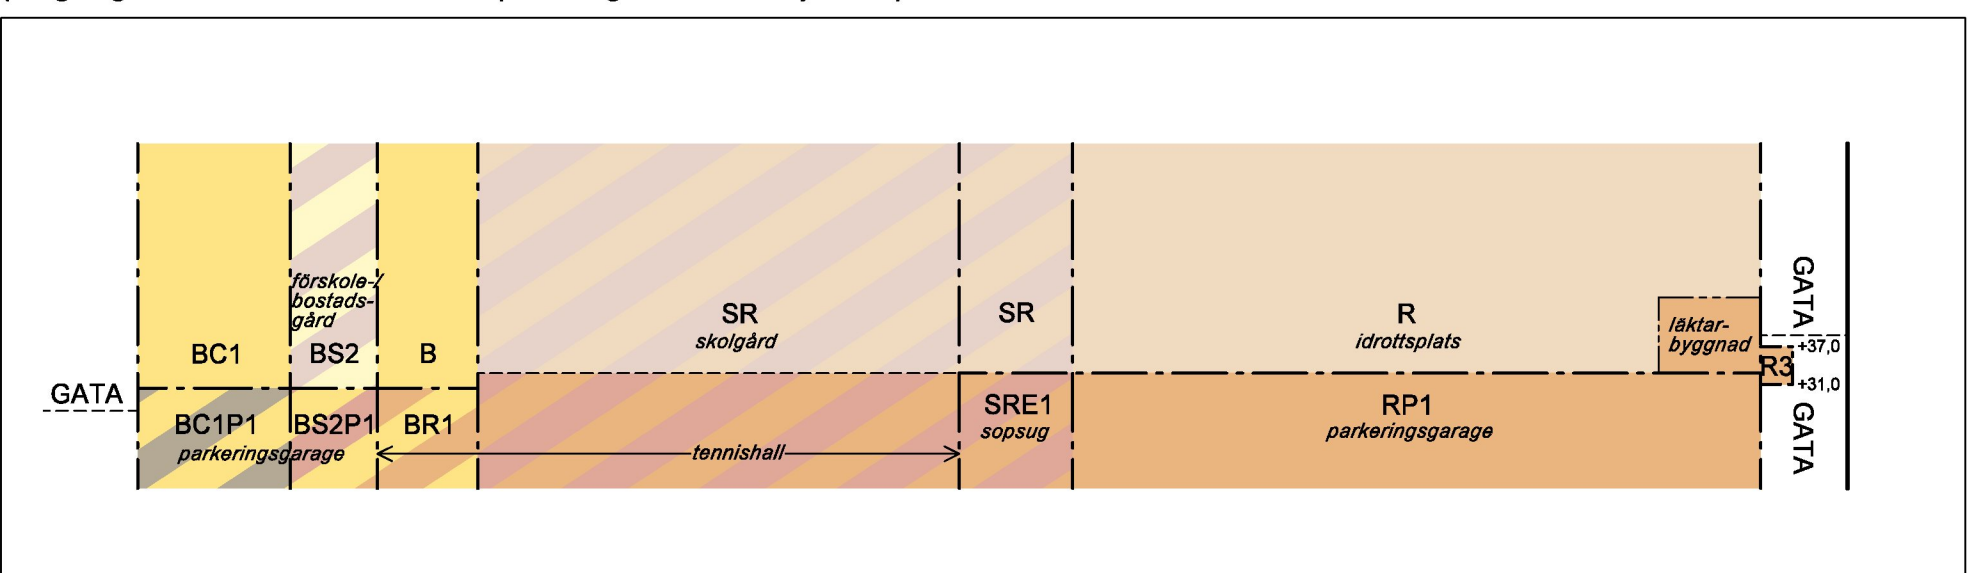 förskole-/
bostads-
gård
BC1
BS2
B
SR
skolgård
SR
R
idrottsplats
läktar-
byggnad
GATA
+37,0
R3
+31,0
GATA
GATA
BC1P1
BS2P1
parkeringsgarage
BR1
tennishall
SRE1
sopsug
RP1
parkeringsgarage